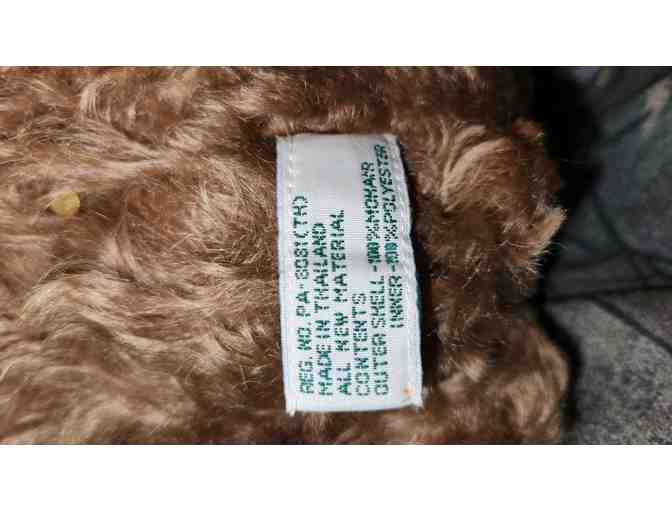 REG. NO. PA-8081(TH)
MADE IN THAILAND
ALL NEW MATERIAL
CONTENTS
OUTER SHELL -100%MOHAIR
INNER -100%POLYESTER